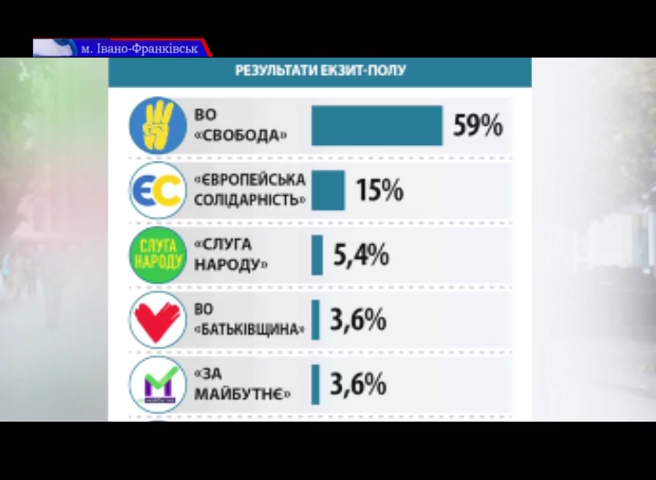 м. Івано-Франківськ
РЕЗУЛЬТАТИ ЕКЗИТ-ПОЛУ
ВО
«СВОБОДА»
59%
ЄС
«ЄВРОПЕЙСЬКА
СОЛІДАРНІСТЬ»
15%
СЛУГА
НАРОДУ
«СЛУГА
НАРОДУ»
5,4%
ВО
«БАТЬКІВЩИНА»
3,6%
«ЗА
МАЙБУТНЄ»
3,6%